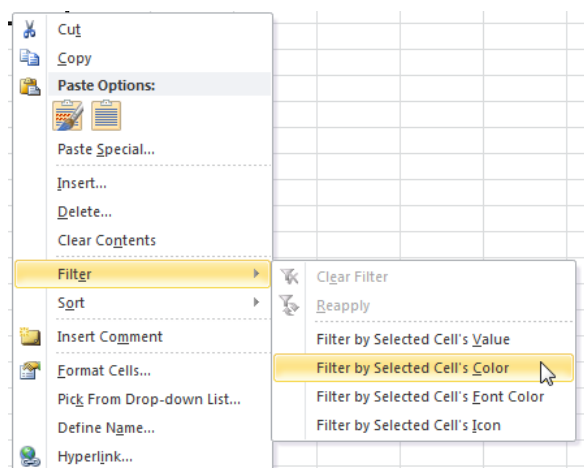 Cut
Copy
Paste Options:
Paste Special...
Insert...
Delete...
Clear Contents
Filter
Sort
Insert Comment
Format Cells...
Pick From Drop-down List...
Define Name...
Hyperlink...
Clear Filter
Reapply
Filter by Selected Cell's Value
Filter by Selected Cell's Color
Filter by Selected Cell's Font Color
Filter by Selected Cell's Icon